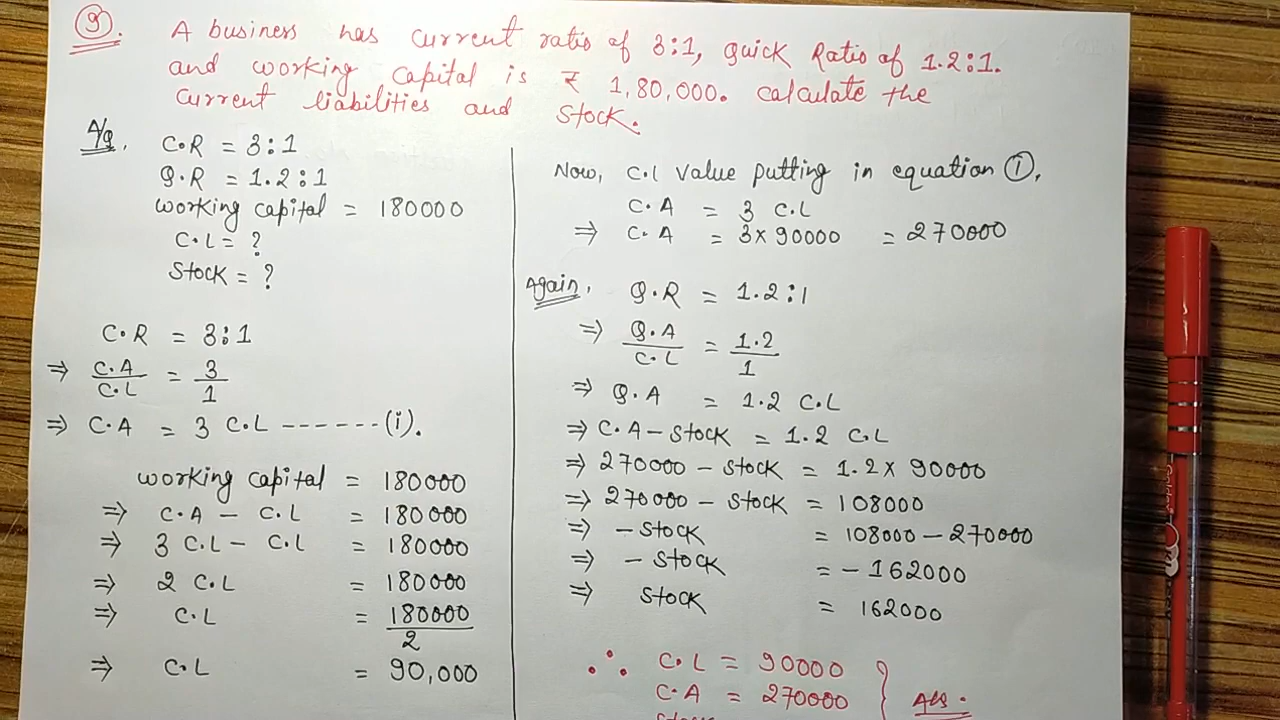 9. A business has current ratio of 3:1, Quick Ratio of 1.2:1.
and working capital is ₹ 1,80,000. calculate the
current liabilities and stock.
A/q, C.R = 3:1
Q.R = 1.2:1
working capital = 180000
C.L = ?
Stock = ?
C.R = 3:1
⇒ C.A / C.L = 3 / 1
⇒ C.A = 3 C.L ------- (i).
working capital = 180000
⇒ C.A - C.L = 180000
⇒ 3 C.L - C.L = 180000
⇒ 2 C.L = 180000
⇒ C.L = 180000 / 2
⇒ C.L = 90,000
Now, C.L value putting in equation ①,
C.A = 3 C.L
⇒ C.A = 3 × 90000 = 270000
Again, Q.R = 1.2:1
⇒ Q.A / C.L = 1.2 / 1
⇒ Q.A = 1.2 C.L
⇒ C.A - Stock = 1.2 C.L
⇒ 270000 - Stock = 1.2 × 90000
⇒ 270000 - Stock = 108000
⇒ - Stock = 108000 - 270000
⇒ - Stock = - 162000
⇒ Stock = 162000
∴ C.L = 90000
C.A = 270000 } Ans.